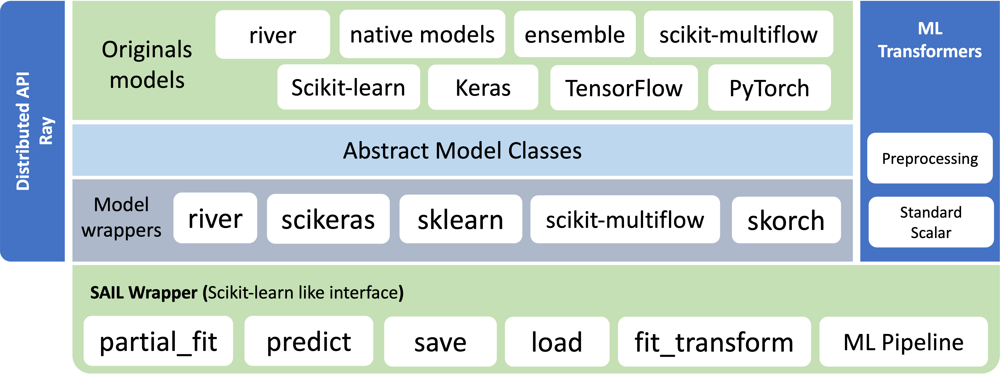 Distributed API
Ray
Originals
models
river
native models
ensemble
scikit-multiflow
Scikit-learn
Keras
TensorFlow
PyTorch
Abstract Model Classes
Model
wrappers
river
scikeras
sklearn
scikit-multiflow
skorch
ML
Transformers
Preprocessing
Standard
Scalar
SAIL Wrapper (Scikit-learn like interface)
partial_fit
predict
save
load
fit_transform
ML Pipeline